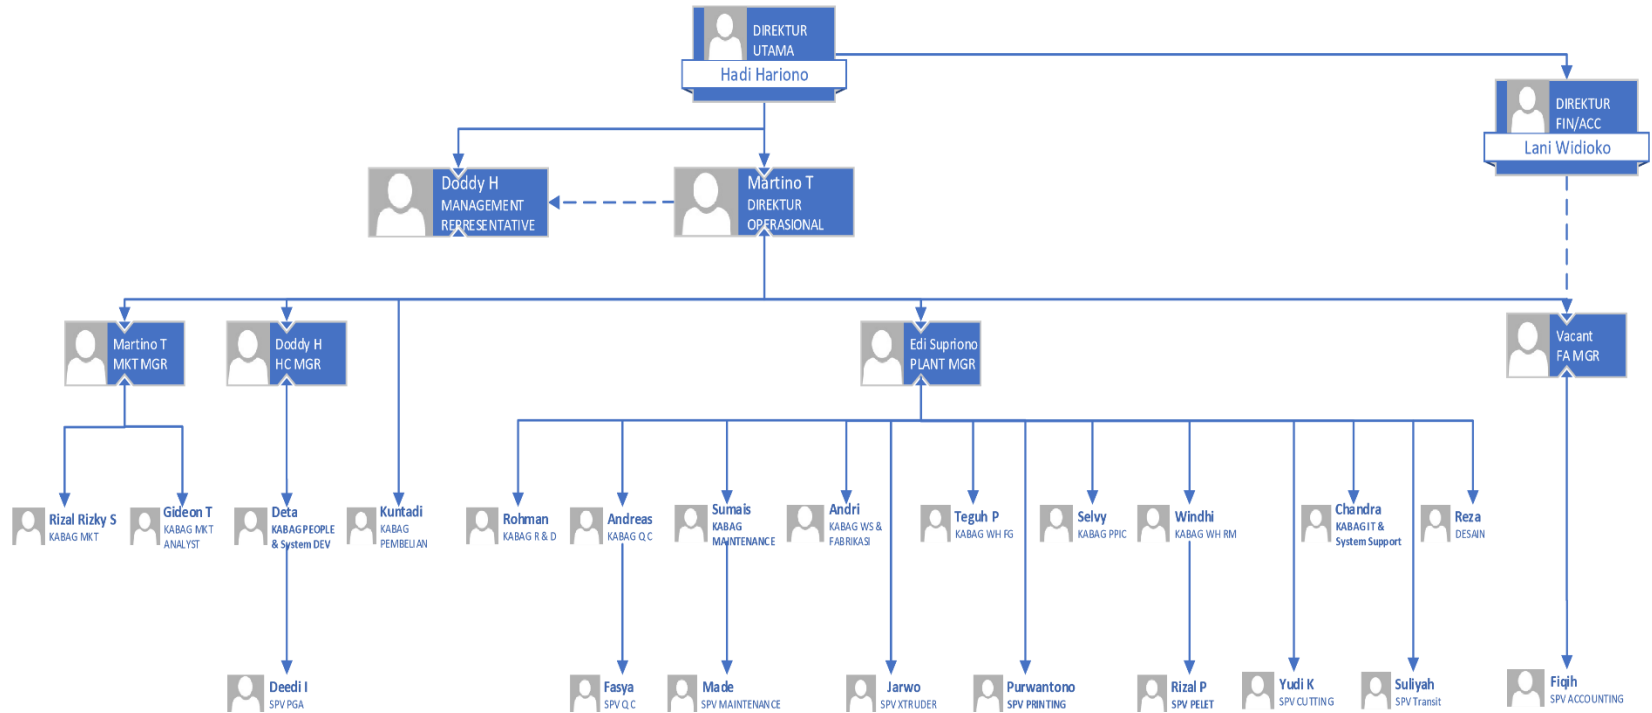 DIREKTUR
UTAMA
Hadi Hariono
DIREKTUR
FIN/ACC
Lani Widioko
Doddy H
MANAGEMENT
REPRESENTATIVE
Martino T
DIREKTUR
OPERASIONAL
Martino T
MKT MGR
Doddy H
HC MGR
Edi Supriono
PLANT MGR
Vacant
FA MGR
Rizal Rizky S
KABAG MKT
Gideon T
KABAG MKT
ANALYST
Deta
KABAG PEOPLE
& System DEV
Kuntadi
KABAG
PEMBELIAN
Rohman
KABAG R & D
Andreas
KABAG Q C
Sumais
KABAG
MAINTENANCE
Andri
KABAG WS &
FABRIKASI
Teguh P
KABAG WH FG
Selvy
KABAG PPIC
Windhi
KABAG WH RM
Chandra
KABAG IT &
System Support
Reza
DESAIN
Deedi I
SPV PGA
Fasya
SPV Q C
Made
SPV MAINTENANCE
Jarwo
SPV XTRUDER
Purwantono
SPV PRINTING
Rizal P
SPV PELET
Yudi K
SPV CUTTING
Suliyah
SPV Transit
Fiqih
SPV ACCOUNTING